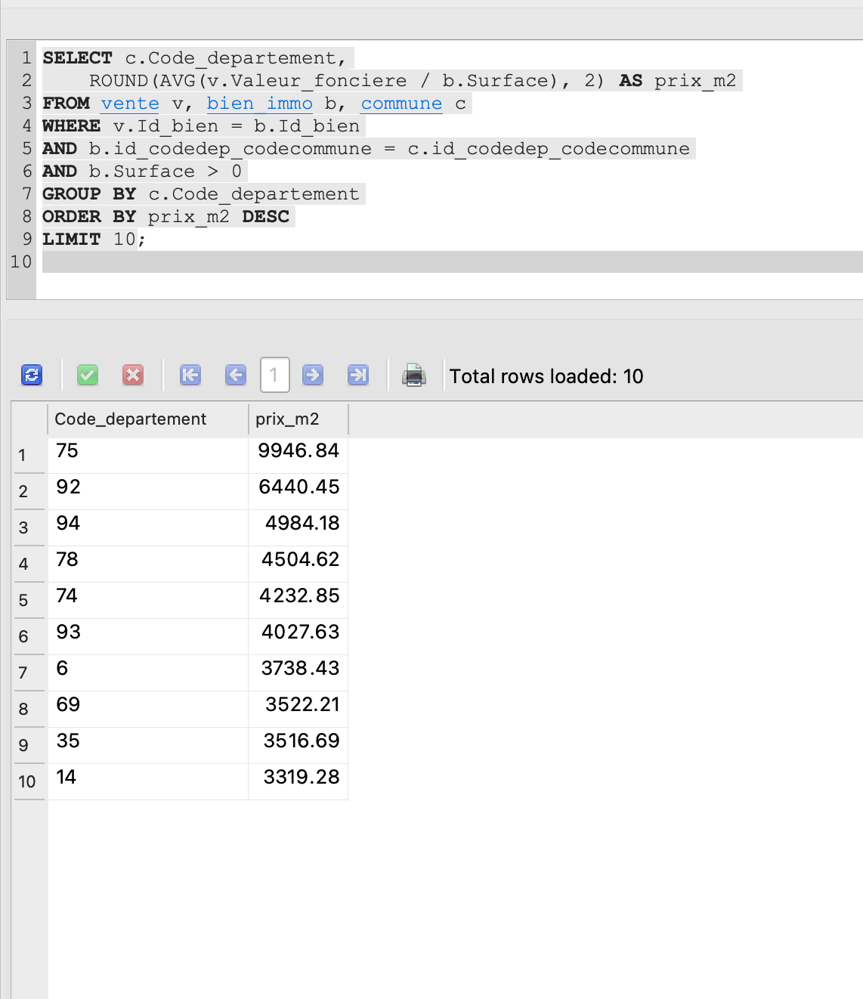 1 SELECT c.Code_departement,
2 ROUND(AVG(v.Valeur_fonciere / b.Surface), 2) AS prix_m2
3 FROM vente v, bien_immo b, commune c
4 WHERE v.Id_bien = b.Id_bien
5 AND b.id_codedep_codecommune = c.id_codedep_codecommune
6 AND b.Surface > 0
7 GROUP BY c.Code_departement
8 ORDER BY prix_m2 DESC
9 LIMIT 10;
10
1 Total rows loaded: 10
Code_departement prix_m2
1 75 9946.84
2 92 6440.45
3 94 4984.18
4 78 4504.62
5 74 4232.85
6 93 4027.63
7 6 3738.43
8 69 3522.21
9 35 3516.69
10 14 3319.28